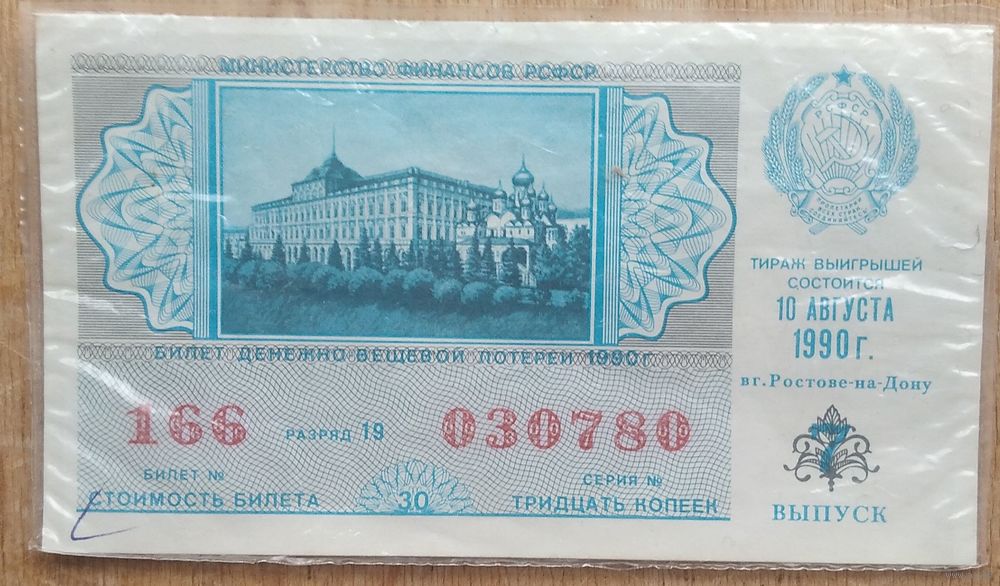 МИНИСТЕРСТВО ФИНАНСОВ РСФСР
РСФСР
ТИРАЖ ВЫИГРЫШЕЙ
СОСТОИТСЯ
10 АВГУСТА
1990 г.
в г. Ростове-на-Дону
БИЛЕТ ДЕНЕЖНО ВЕЩЕВОЙ ЛОТЕРЕИ 1990 г.
166 РАЗРЯД 19 030780
БИЛЕТ № СЕРИЯ №
СТОИМОСТЬ БИЛЕТА 30 ТРИДЦАТЬ КОПЕЕК
7
ВЫПУСК